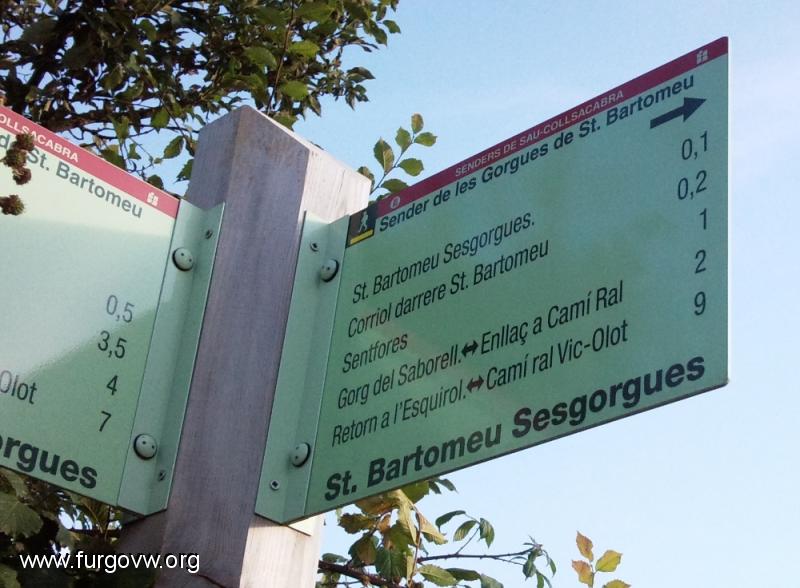 COLLSACABRA
de St. Bartomeu
0,5
3,5
4
Olot
7
orgues
SENDERS DE SAU-COLLSACABRA
Sender de les Gorgues de St. Bartomeu
St. Bartomeu Sesgorgues. 0,1
Corriol darrere St. Bartomeu 0,2
Sentfores 1
Gorg del Saborell.↔Enllaç a Camí Ral 2
Retorn a l'Esquirol.↔Camí ral Vic-Olot 9
St. Bartomeu Sesgorgues
www.furgovw.org